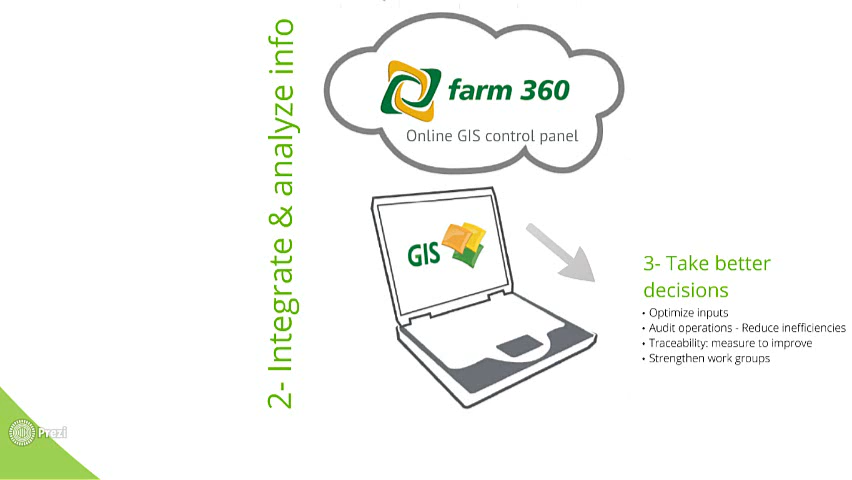 2- Integrate & analyze info
farm 360
Online GIS control panel
GIS
3- Take better
decisions
• Optimize inputs
• Audit operations - Reduce inefficiencies
• Traceability: measure to improve
• Strengthen work groups
Prezi